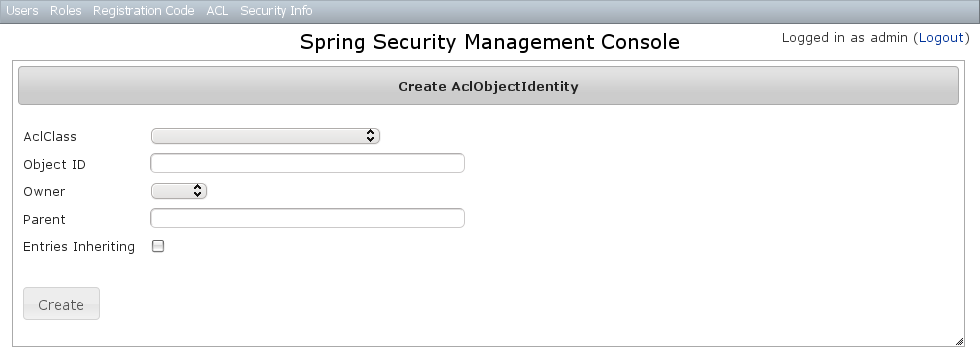 Users Roles Registration Code ACL Security Info
Spring Security Management Console
Logged in as admin (Logout)
Create AclObjectIdentity
AclClass
Object ID
Owner
Parent
Entries Inheriting
Create